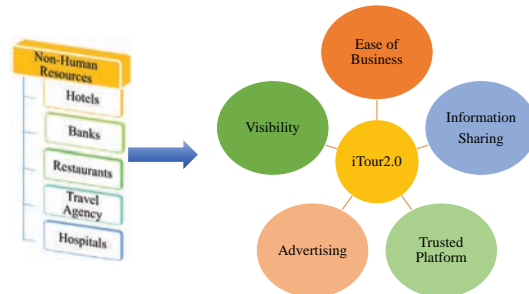 Non-Human
Resources
Hotels
Banks
Restaurants
Travel
Agency
Hospitals
Ease of
Business
Visibility
Information
Sharing
iTour2.0
Advertising
Trusted
Platform